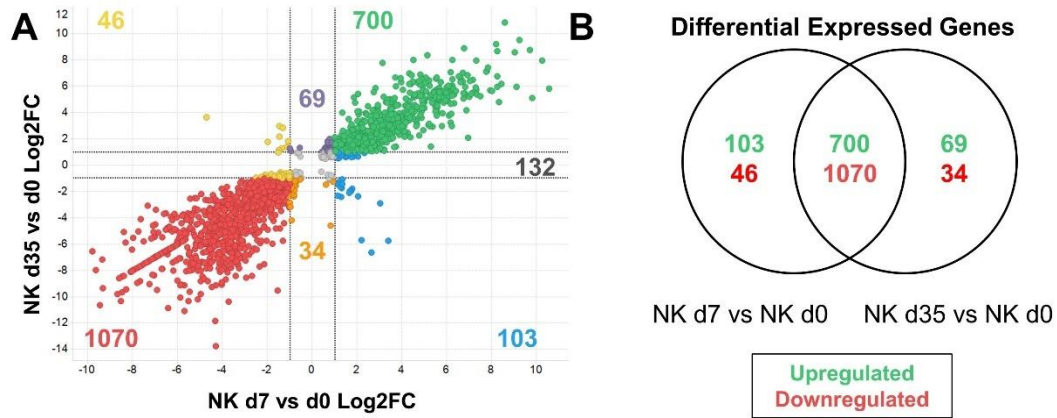 A
46
700
69
132
34
1070
103
12
10
8
6
4
2
0
-2
-4
-6
-8
-10
-12
-14
-10 -8 -6 -4 -2 0 2 4 6 8 10
NK d35 vs d0 Log2FC
NK d7 vs d0 Log2FC
B
Differential Expressed Genes
103 700 69
46 1070 34
NK d7 vs NK d0 NK d35 vs NK d0
Upregulated
Downregulated